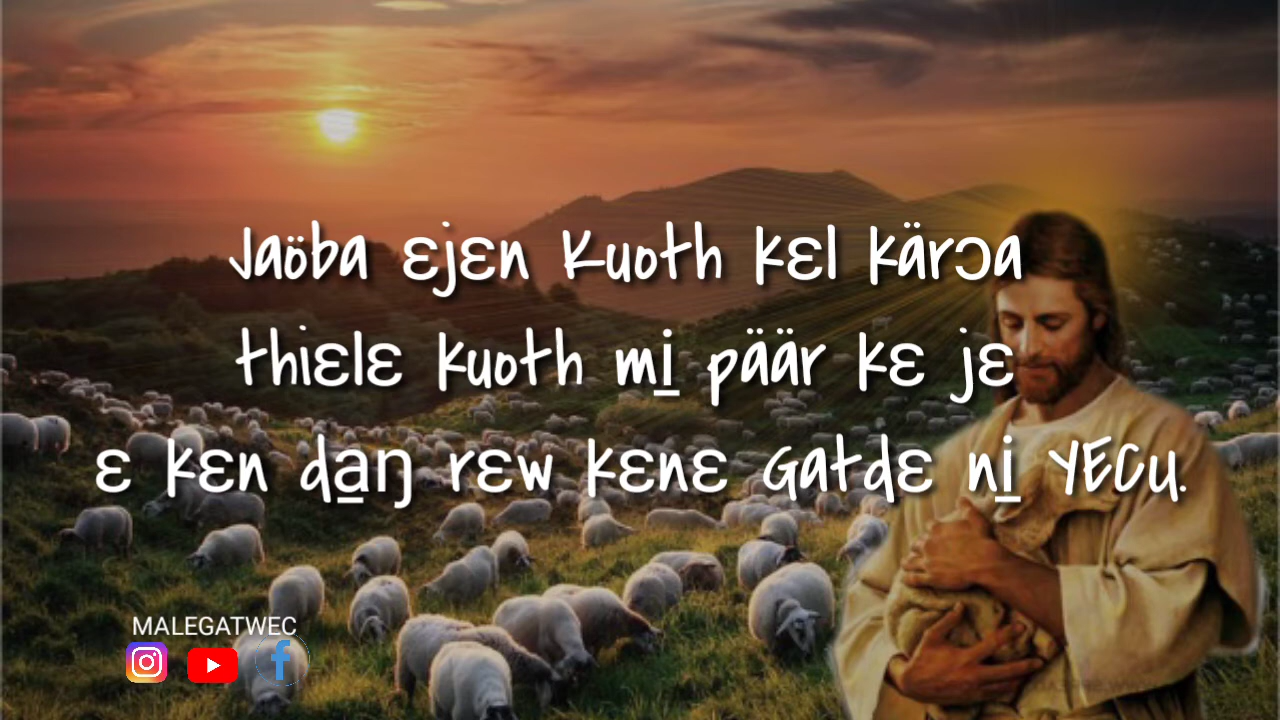 Jaöba ɛjɛn Kuoth kɛl kärɔa
thiɛlɛ kuoth mi̱ päär kɛ jɛ
ɛ kɛn da̱ŋ rɛw kɛnɛ Gatdɛ ni̱ YECU.
MALEGATWEC